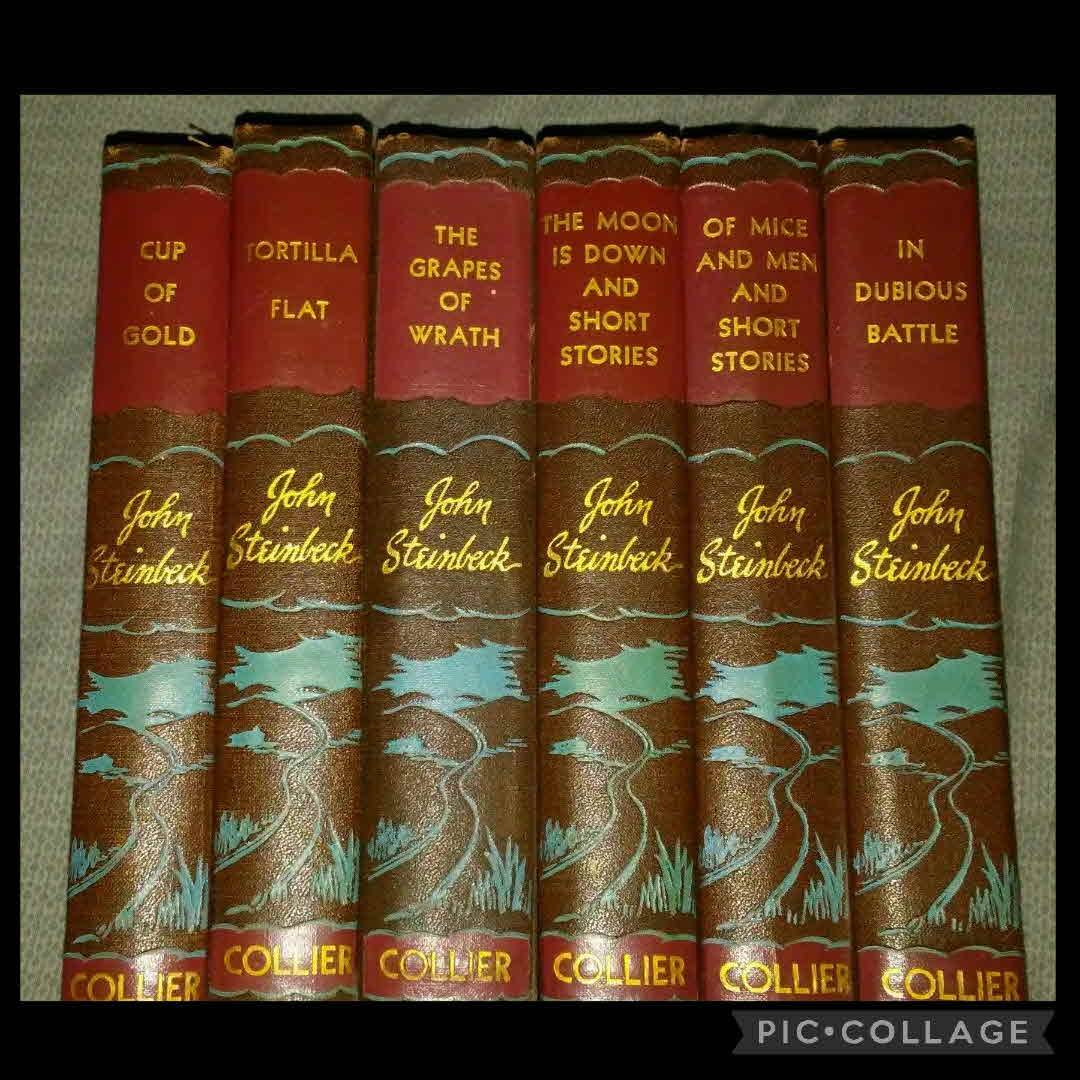 CUP
OF
GOLD
John
Steinbeck
COLLIER
TORTILLA
FLAT
John
Steinbeck
COLLIER
THE
GRAPES
OF
WRATH
John
Steinbeck
COLLIER
THE MOON
IS DOWN
AND
SHORT
STORIES
John
Steinbeck
COLLIER
OF MICE
AND MEN
AND
SHORT
STORIES
John
Steinbeck
COLLIER
IN
DUBIOUS
BATTLE
John
Steinbeck
COLLIER
PIC•COLLAGE